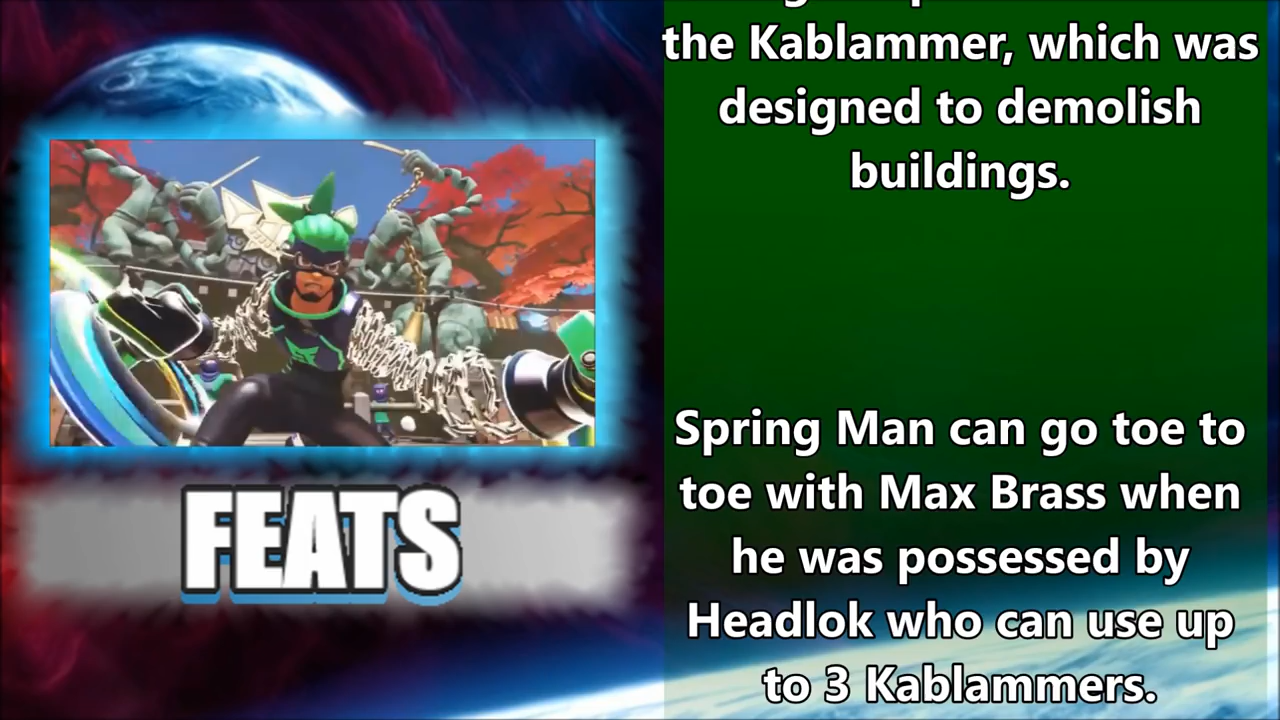 the Kablammer, which was
designed to demolish
buildings.
Spring Man can go toe to
toe with Max Brass when
he was possessed by
Headlok who can use up
to 3 Kablammers.
FEATS